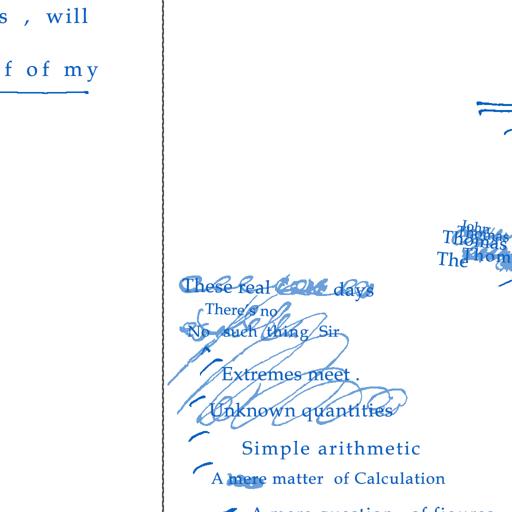 s , will
f of my
John
Thomas
Thomas
The Thom
These real days
There's no
No such thing Sir
Extremes meet .
Unknown quantities
Simple arithmetic
A mere matter of Calculation
A mere question of figures